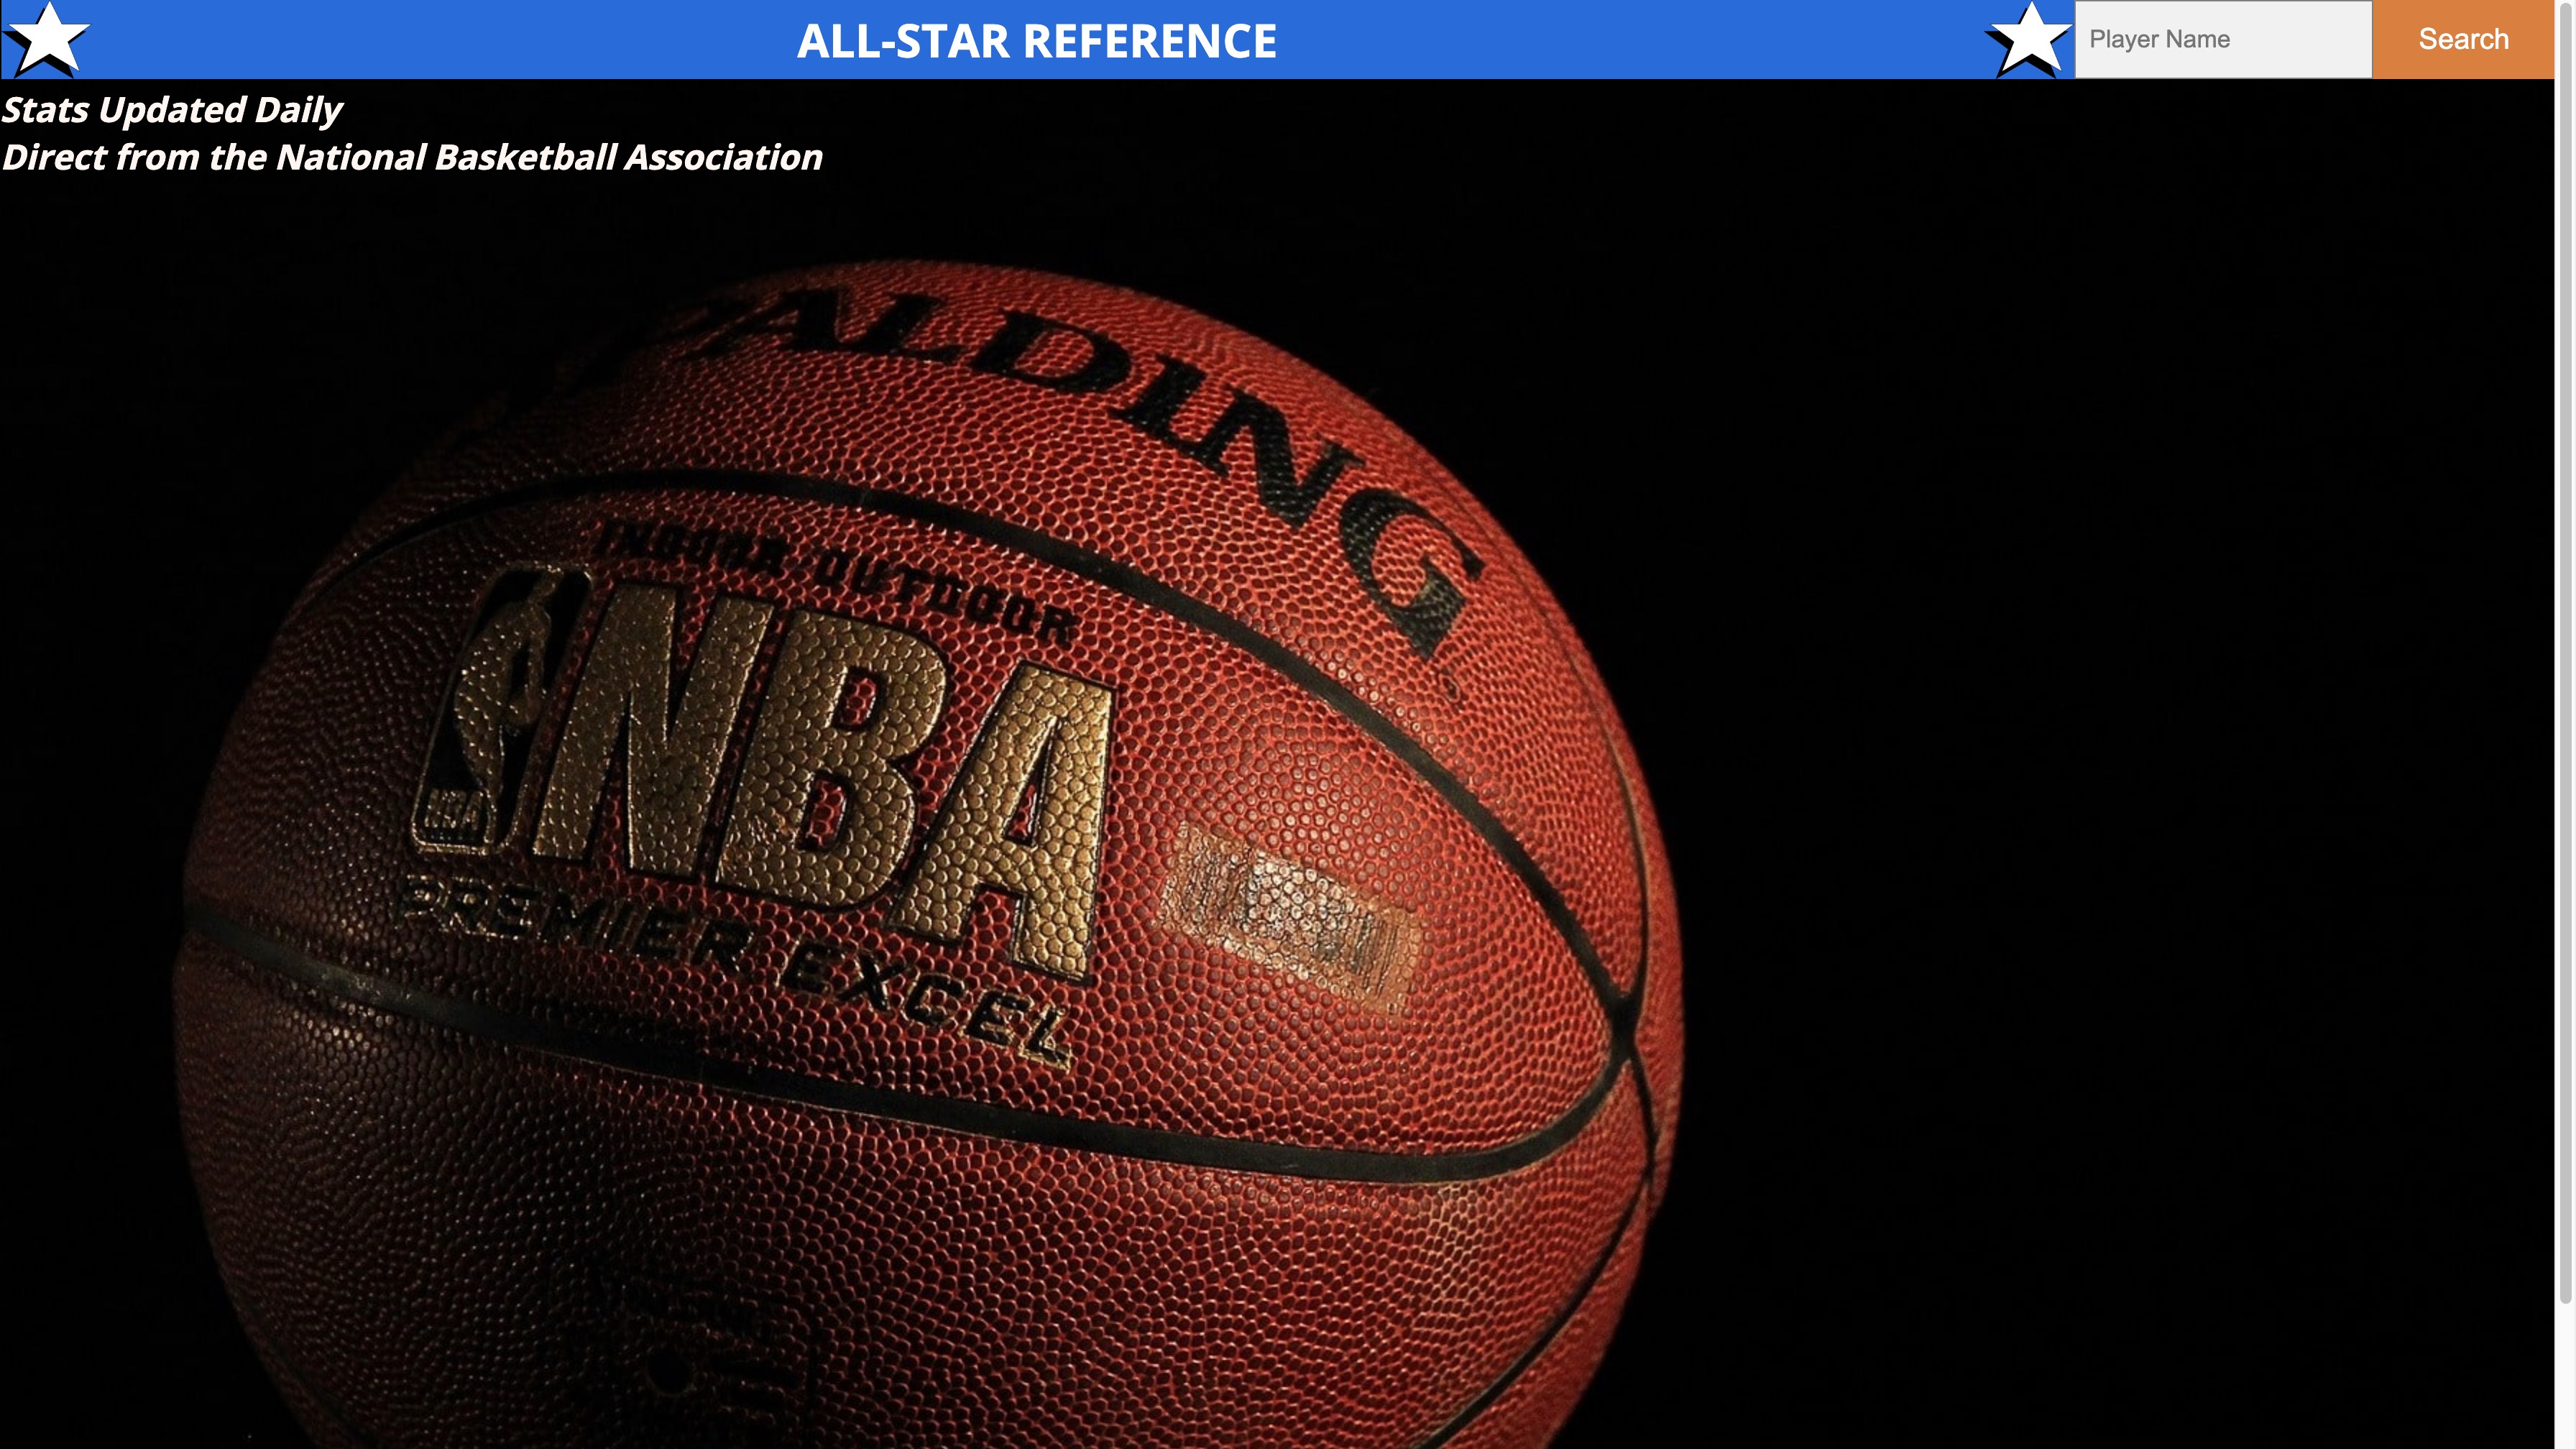 ALL-STAR REFERENCE
Player Name
Search
Stats Updated Daily
Direct from the National Basketball Association
SPALDING
INDOOR OUTDOOR
NBA
NBA
PREMIER EXCEL